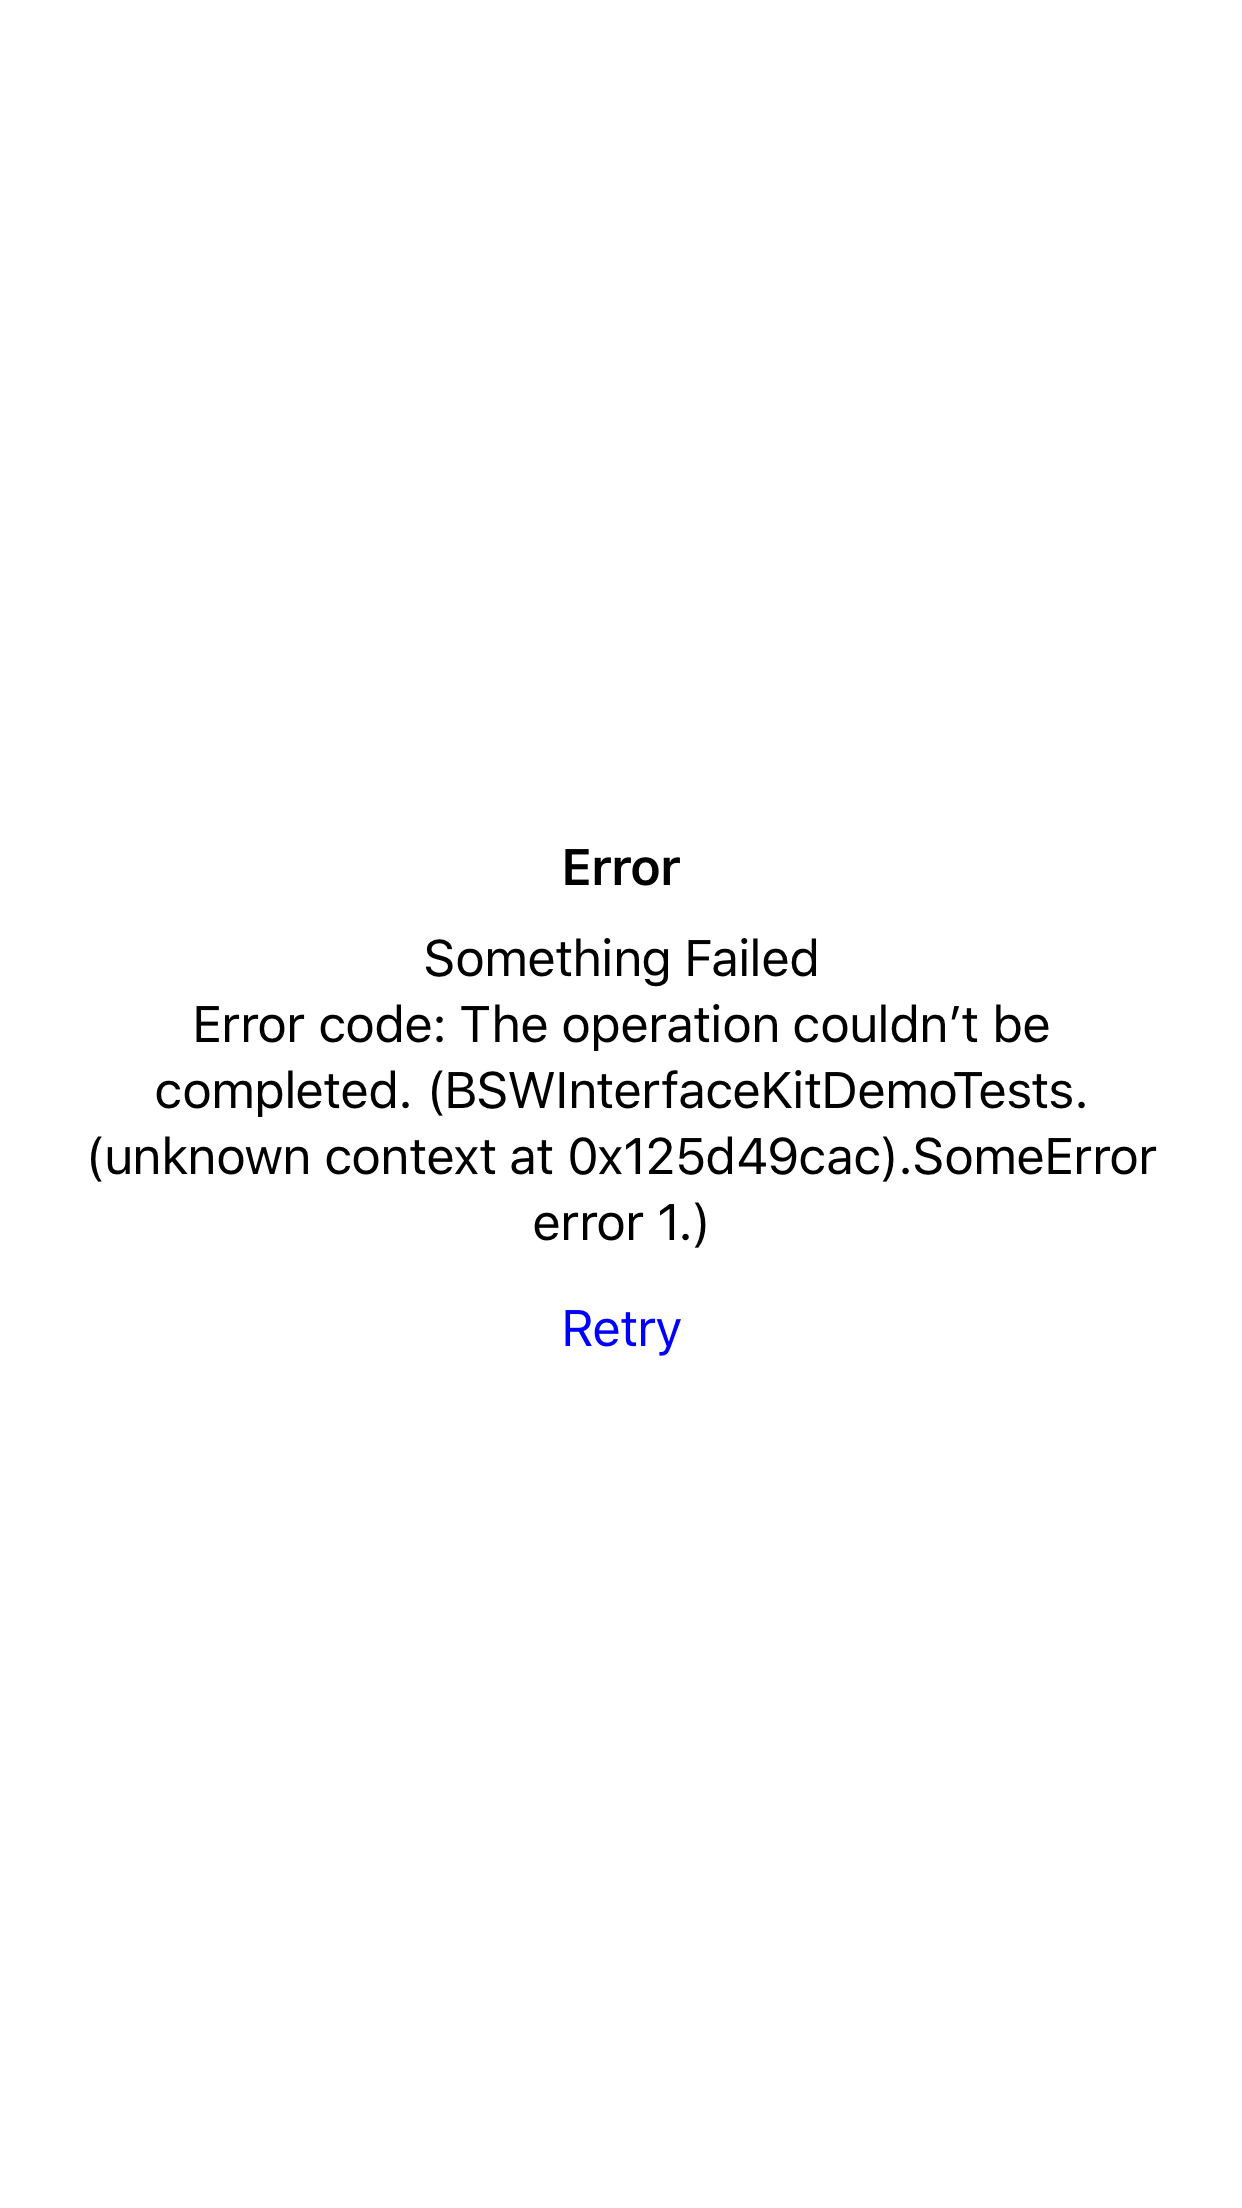 Error
Something Failed
Error code: The operation couldn’t be
completed. (BSWInterfaceKitDemoTests.
(unknown context at 0x125d49cac).SomeError
error 1.)
Retry